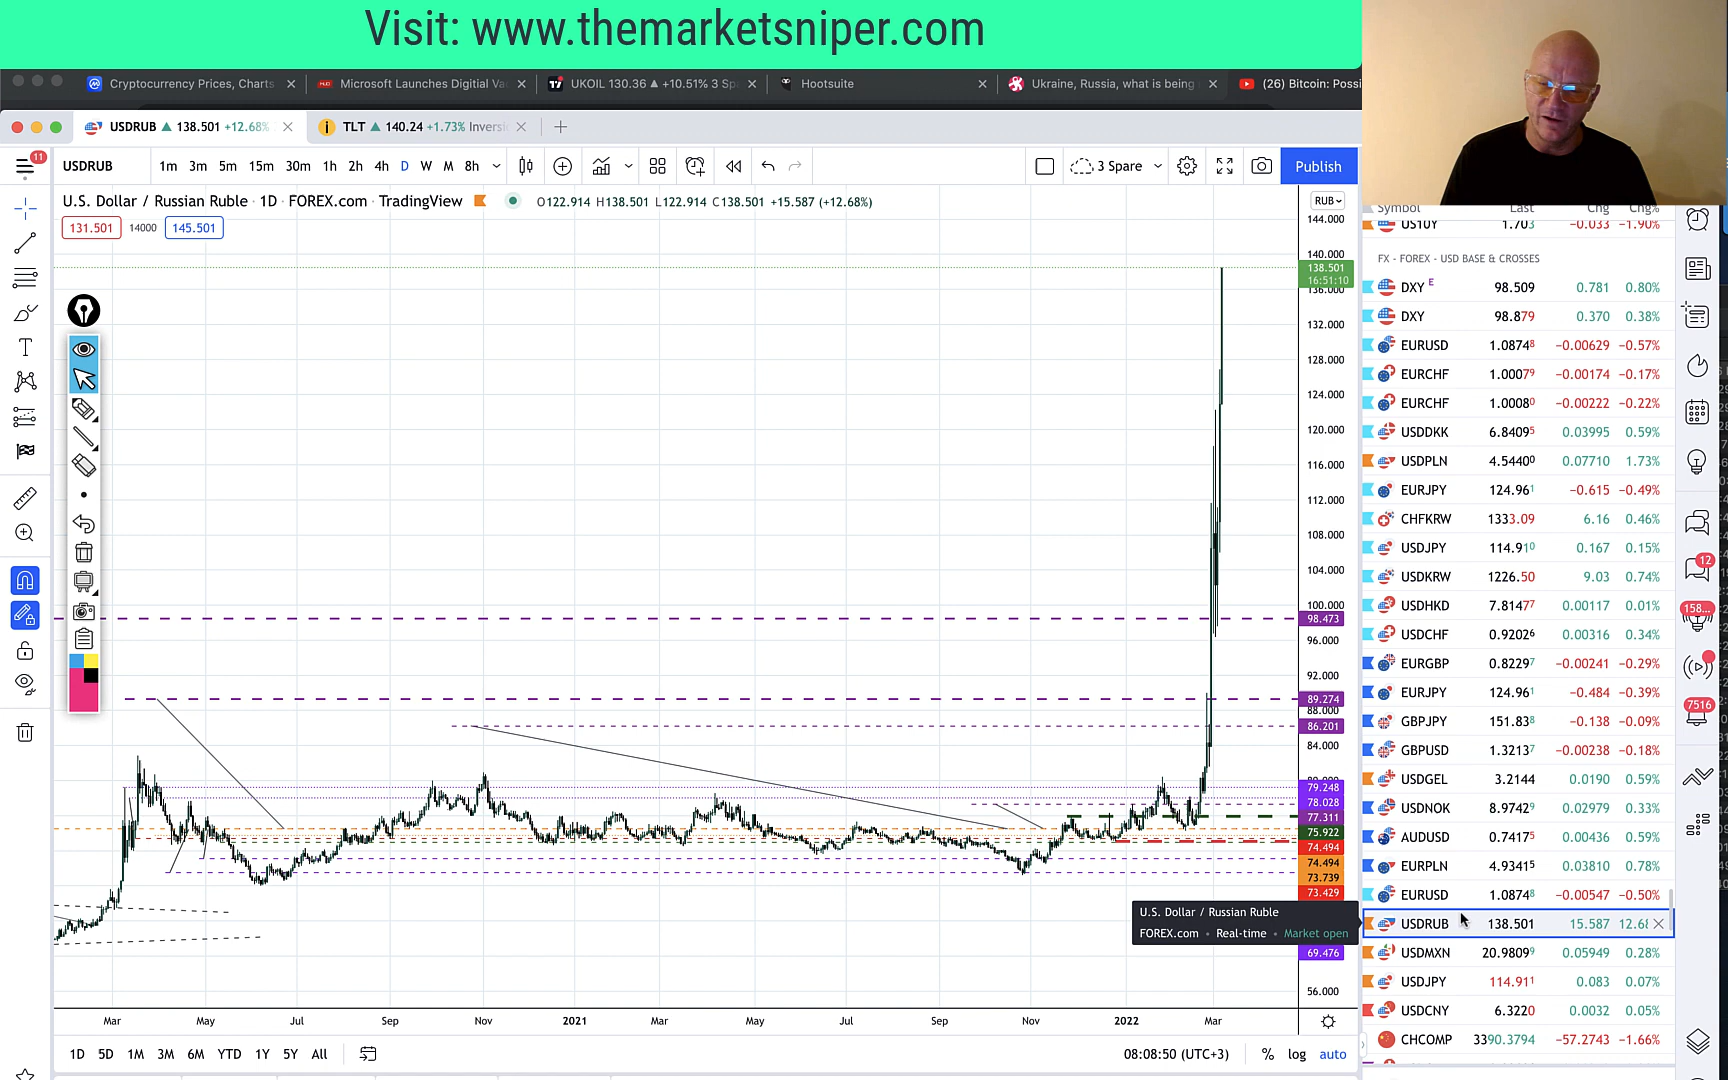 Visit: www.themarketsniper.com
Cryptocurrency Prices, Charts
Microsoft Launches Digitial Va
UKOIL 130.36 ▲ +10.51% 3 Sp
Hootsuite
Ukraine, Russia, what is being
(26) Bitcoin: Possi
USDRUB ▲ 138.501 +12.68%
TLT ▲ 140.24 +1.73% Inversi
11
USDRUB
1m 3m 5m 15m 30m 1h 2h 4h D W M 8h
3 Spare
Publish
U.S. Dollar / Russian Ruble · 1D · FOREX.com · TradingView
O122.914 H138.501 L122.914 C138.501 +15.587 (+12.68%)
131.501 14000 145.501
RUB
144.000
140.000
138.501
16:51:10
136.000
132.000
128.000
124.000
120.000
116.000
112.000
108.000
104.000
100.000
98.473
96.000
92.000
89.274
88.000
86.201
84.000
79.248
78.028
77.311
75.922
74.494
74.494
73.739
73.429
69.476
56.000
U.S. Dollar / Russian Ruble
FOREX.com • Real-time • Market open
Mar May Jul Sep Nov 2021 Mar May Jul Sep Nov 2022 Mar
1D 5D 1M 3M 6M YTD 1Y 5Y All
08:08:50 (UTC+3) % log auto
Symbol Last Chg Chg%
US10Y 1.703 −0.033 −1.90%
FX - FOREX - USD BASE & CROSSES
DXY E 98.509 0.781 0.80%
DXY 98.879 0.370 0.38%
EURUSD 1.08748 −0.00629 −0.57%
EURCHF 1.00079 −0.00174 −0.17%
EURCHF 1.00080 −0.00222 −0.22%
USDDKK 6.84095 0.03995 0.59%
USDPLN 4.54400 0.07710 1.73%
EURJPY 124.961 −0.615 −0.49%
CHFKRW 1333.09 6.16 0.46%
USDJPY 114.910 0.167 0.15%
USDKRW 1226.50 9.03 0.74%
USDHKD 7.81477 0.00117 0.01%
USDCHF 0.92026 0.00316 0.34%
EURGBP 0.82297 −0.00241 −0.29%
EURJPY 124.961 −0.484 −0.39%
GBPJPY 151.838 −0.138 −0.09%
GBPUSD 1.32137 −0.00238 −0.18%
USDGEL 3.2144 0.0190 0.59%
USDNOK 8.97429 0.02979 0.33%
AUDUSD 0.74175 0.00436 0.59%
EURPLN 4.93415 0.03810 0.78%
EURUSD 1.08748 −0.00547 −0.50%
USDRUB 138.501 15.587 12.68
USDMXN 20.98099 0.05949 0.28%
USDJPY 114.911 0.083 0.07%
USDCNY 6.3220 0.0032 0.05%
CHCOMP 3390.3794 −57.2743 −1.66%
12
158...
7516